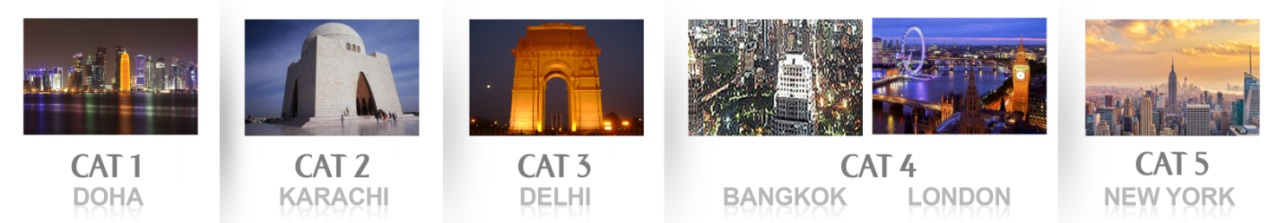 CAT 1
DOHA
CAT 2
KARACHI
CAT 3
DELHI
CAT 4
BANGKOK LONDON
CAT 5
NEW YORK